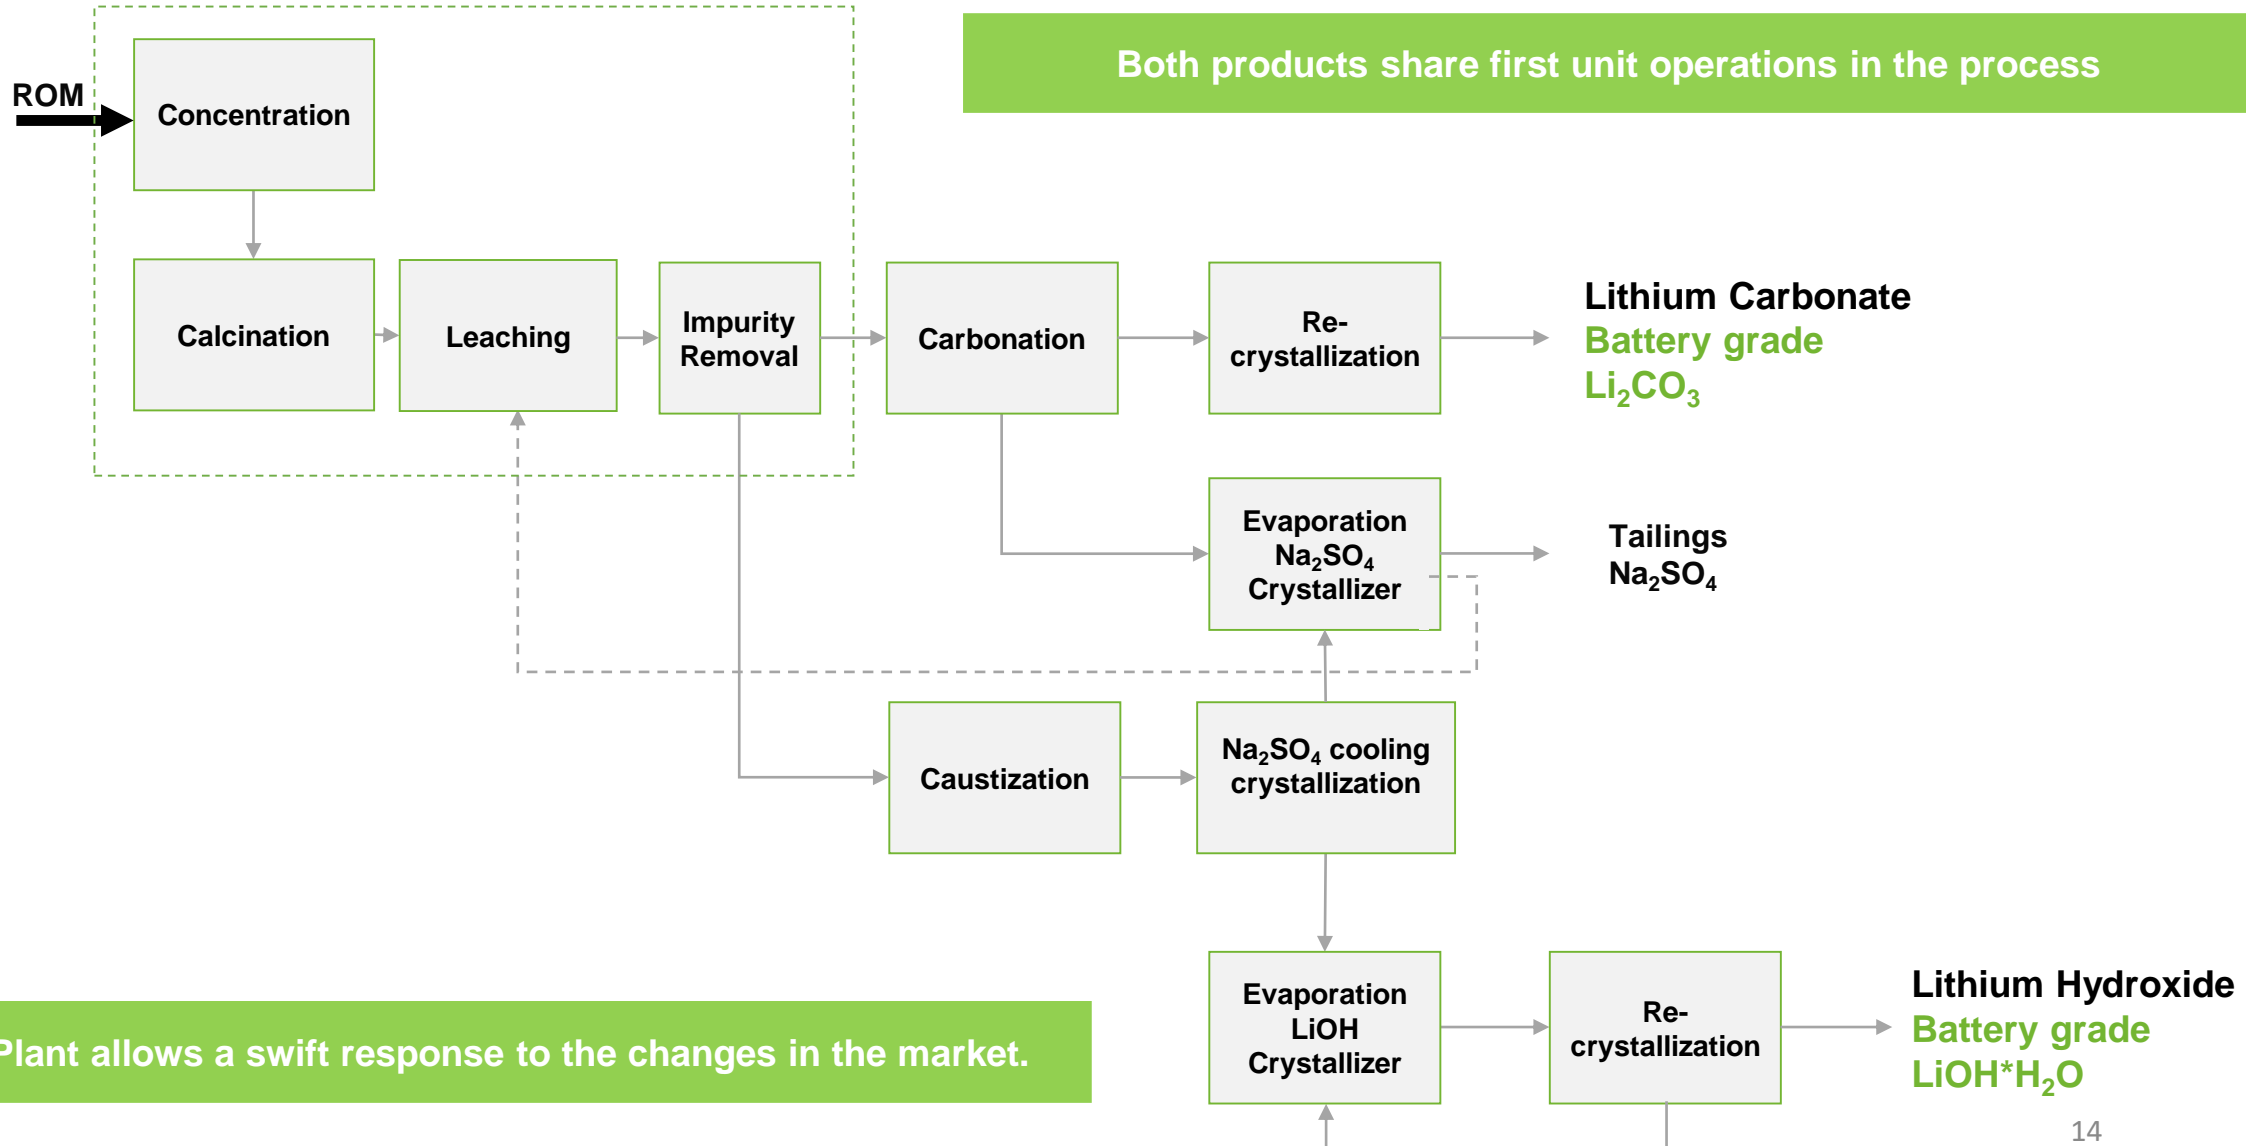 Both products share first unit operations in the process
ROM
Concentration
Calcination
Leaching
Impurity
Removal
Carbonation
Re-
crystallization
Lithium Carbonate
Battery grade
Li₂CO₃
Evaporation
Na₂SO₄
Crystallizer
Tailings
Na₂SO₄
Caustization
Na₂SO₄ cooling
crystallization
Evaporation
LiOH
Crystallizer
Re-
crystallization
Lithium Hydroxide
Battery grade
LiOH*H₂O
Plant allows a swift response to the changes in the market.
14